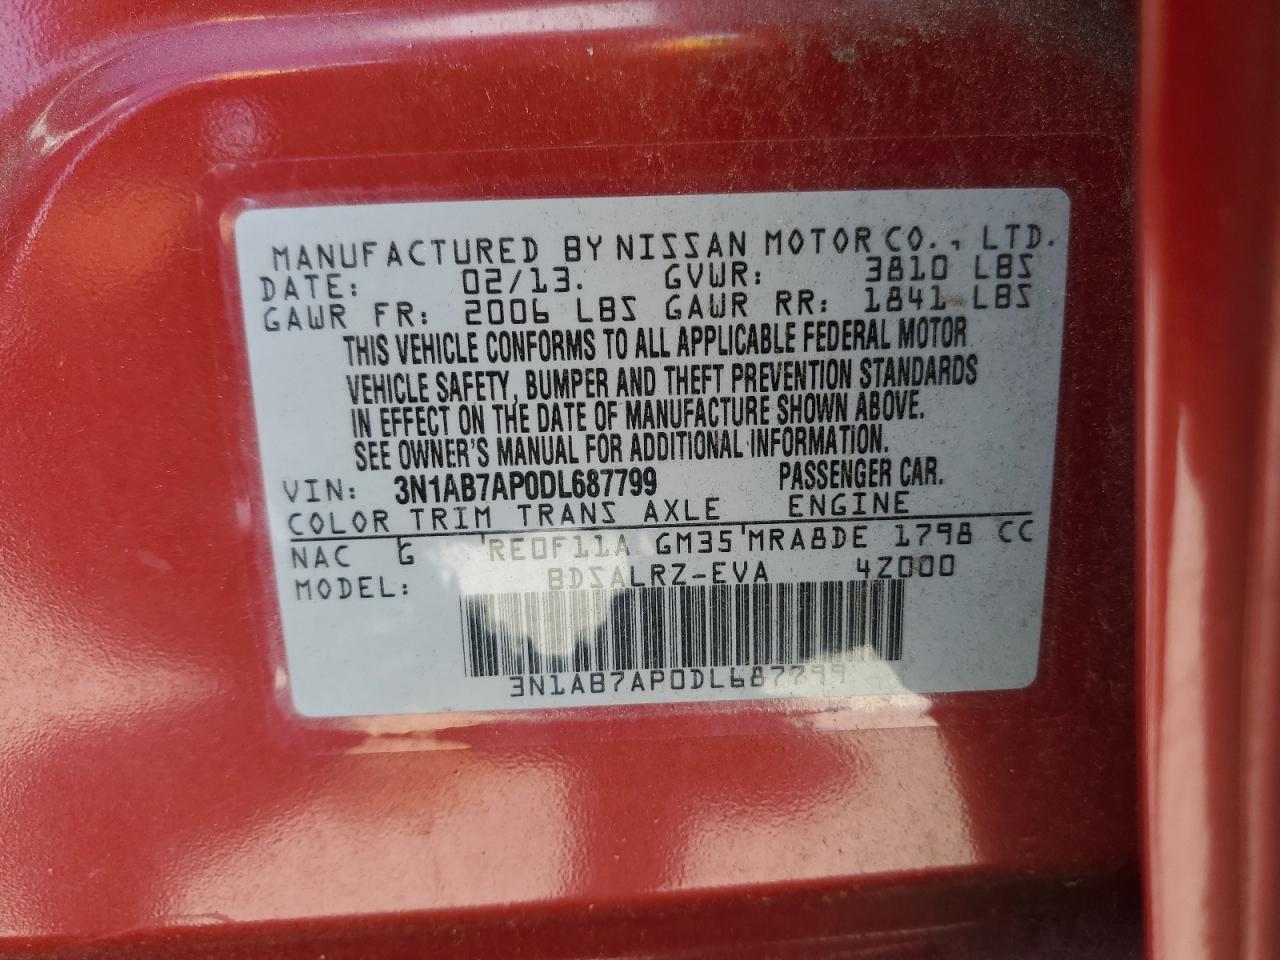 MANUFACTURED BY NISSAN MOTOR CO., LTD.
DATE: 02/13. GVWR: 3810 LBS
GAWR FR: 2006 LBS GAWR RR: 1841 LBS
THIS VEHICLE CONFORMS TO ALL APPLICABLE FEDERAL MOTOR
VEHICLE SAFETY, BUMPER AND THEFT PREVENTION STANDARDS
IN EFFECT ON THE DATE OF MANUFACTURE SHOWN ABOVE.
SEE OWNER'S MANUAL FOR ADDITIONAL INFORMATION.
VIN: 3N1AB7AP0DL687799 PASSENGER CAR.
COLOR TRIM TRANS AXLE ENGINE
NAC G RE0F11A GM35 MRA8DE 1798 CC
MODEL: BDSALRZ-EVA 4Z000
3N1AB7AP0DL687799